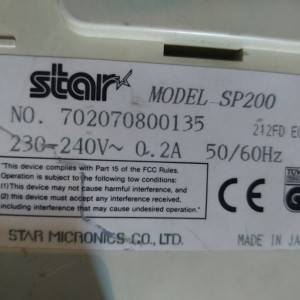 star MODEL SP200
NO. 702070800135 212FD
230-240V~ 0.2A 50/60Hz
"This device complies with Part 15 of the FCC Rules.
Operation is subject to the following tow conditions:
(1) This device may not cause harmful interference, and
(2) this device must accept any interference received,
including interference that may cause undesired operation."
CE
STAR MICRONICS CO., LTD. MADE IN JA